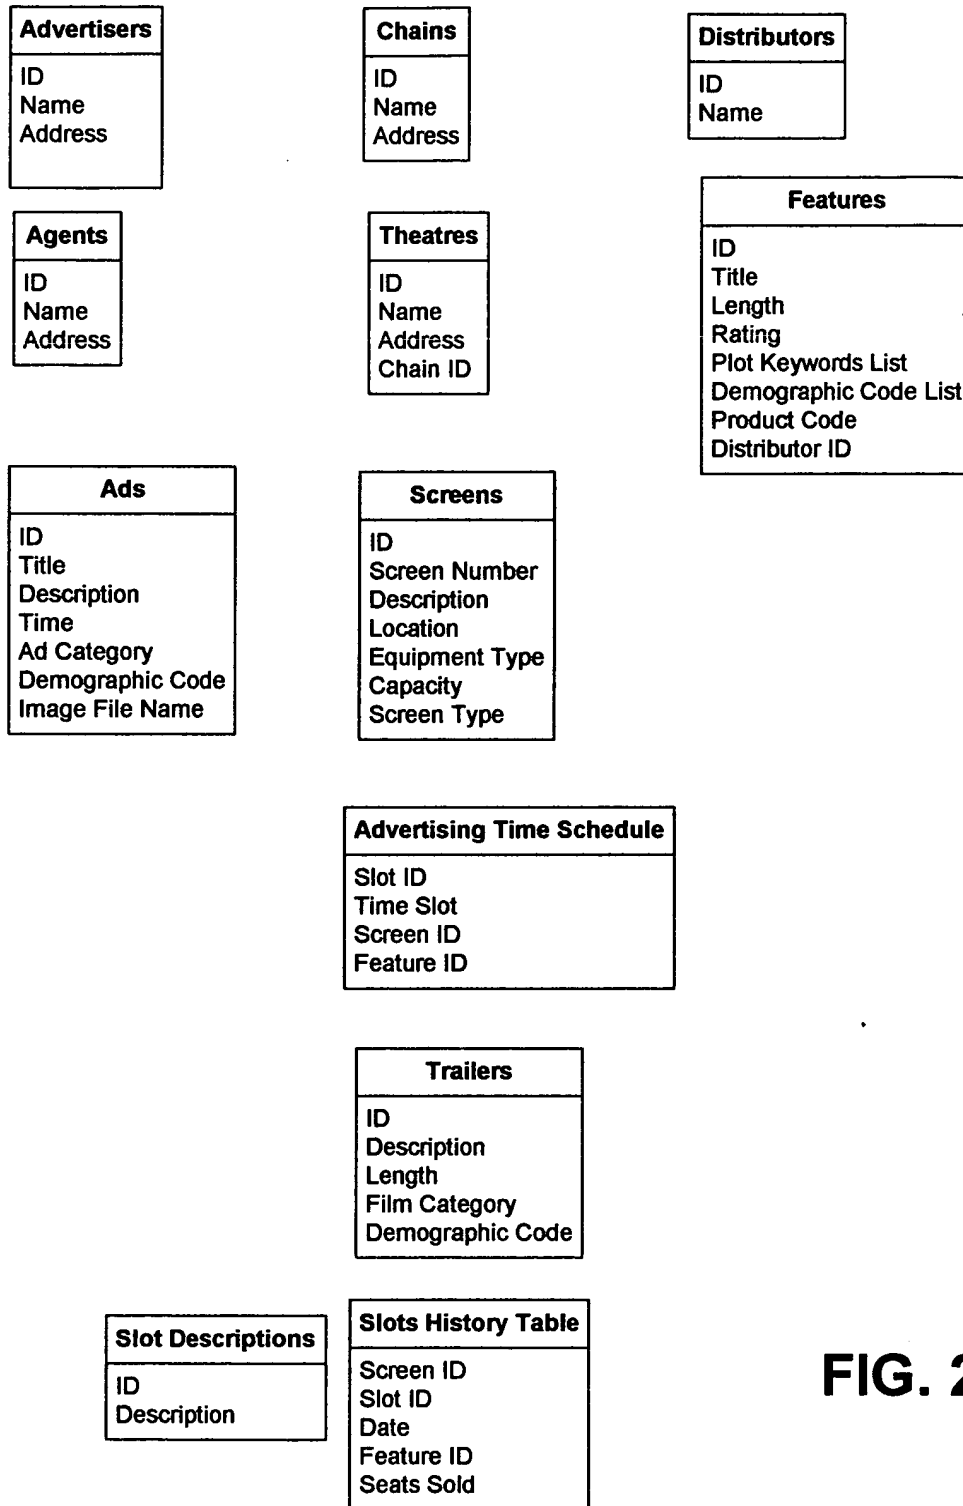 Advertisers
ID
Name
Address
Chains
ID
Name
Address
Distributors
ID
Name
Agents
ID
Name
Address
Theatres
ID
Name
Address
Chain ID
Features
ID
Title
Length
Rating
Plot Keywords List
Demographic Code List
Product Code
Distributor ID
Ads
ID
Title
Description
Time
Ad Category
Demographic Code
Image File Name
Screens
ID
Screen Number
Description
Location
Equipment Type
Capacity
Screen Type
Advertising Time Schedule
Slot ID
Time Slot
Screen ID
Feature ID
Trailers
ID
Description
Length
Film Category
Demographic Code
Slot Descriptions
ID
Description
Slots History Table
Screen ID
Slot ID
Date
Feature ID
Seats Sold
FIG. 2